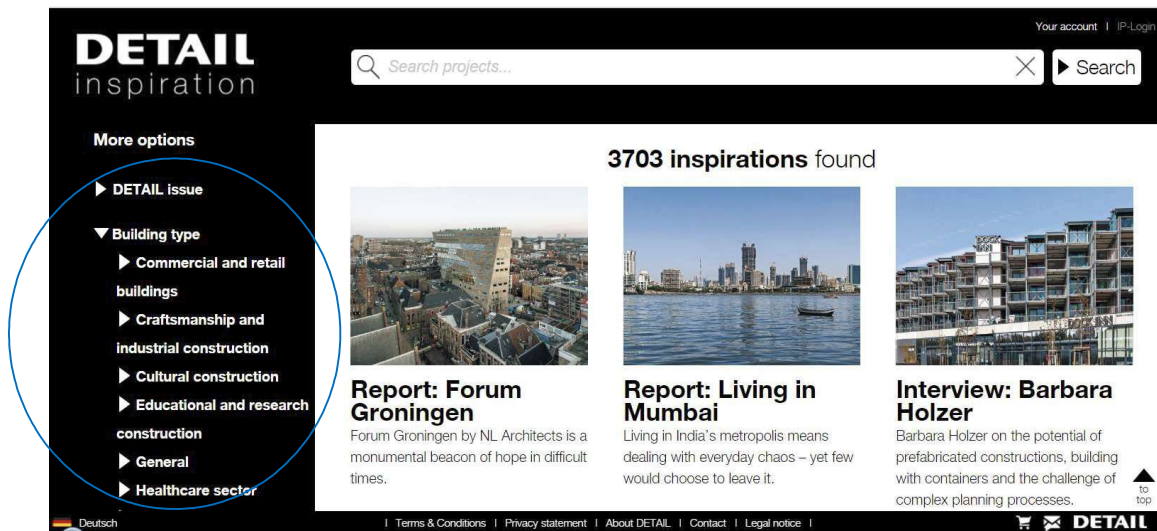 Your account I IP-Login
DETAIL
inspiration
Search projects...
Search
More options
DETAIL issue
Building type
Commercial and retail
buildings
Craftsmanship and
industrial construction
Cultural construction
Educational and research
construction
General
Healthcare sector
3703 inspirations found
Report: Forum
Groningen
Forum Groningen by NL Architects is a
monumental beacon of hope in difficult
times.
Report: Living in
Mumbai
Living in India's metropolis means
dealing with everyday chaos – yet few
would choose to leave it.
Interview: Barbara
Holzer
Barbara Holzer on the potential of
prefabricated constructions, building
with containers and the challenge of
complex planning processes.
to
top
Deutsch
I Terms & Conditions I Privacy statement I About DETAIL I Contact I Legal notice I
DETAIL